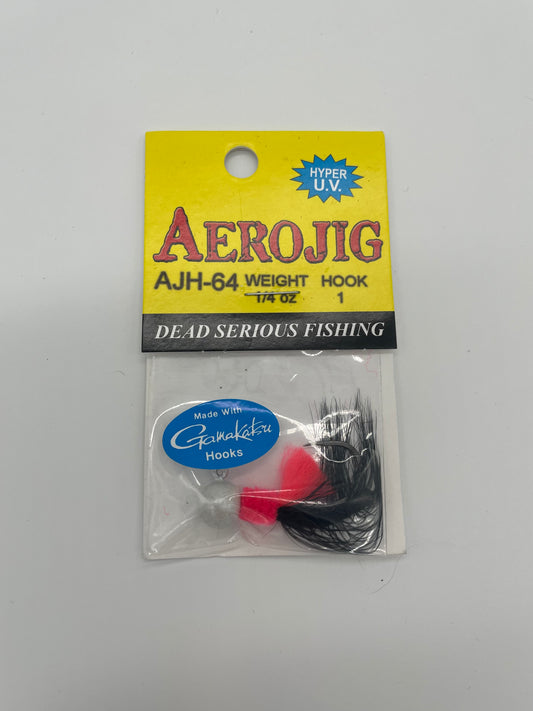 HYPER
U.V.
AEROJIG
AJH-64 WEIGHT HOOK
1/4 oz 1
DEAD SERIOUS FISHING
Made With
Gamakatsu
Hooks